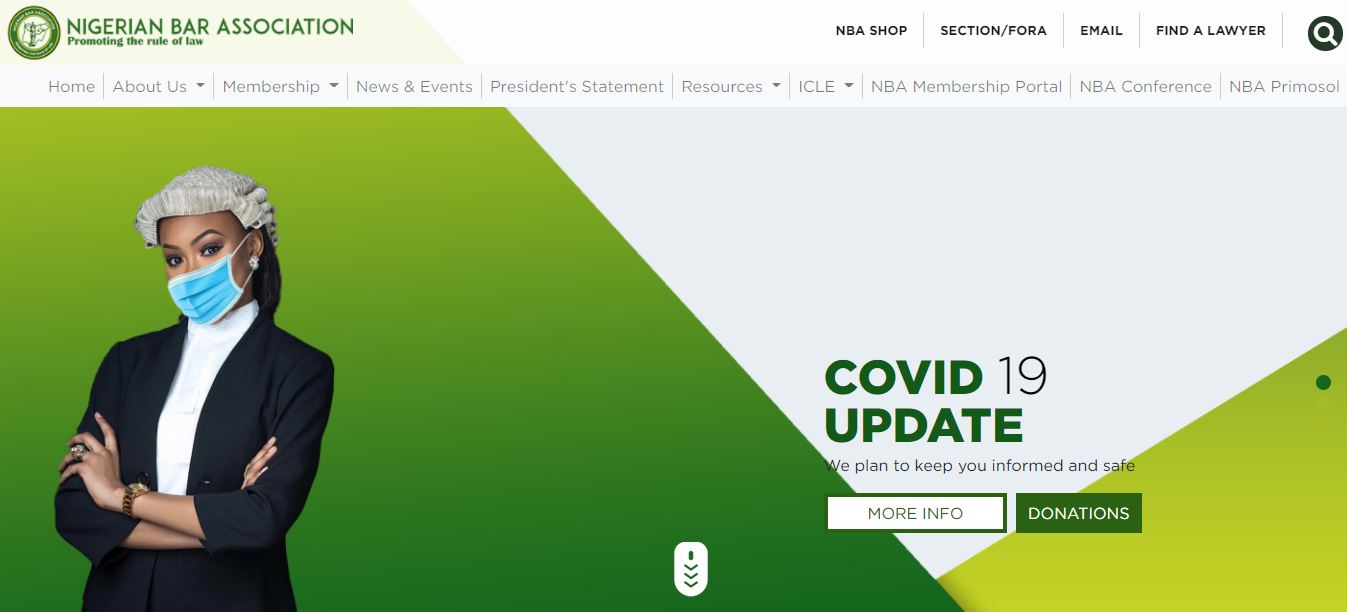 NIGERIAN BAR ASSOCIATION
Promoting the rule of law
NBA SHOP
SECTION/FORA
EMAIL
FIND A LAWYER
Home
About Us
Membership
News & Events
President's Statement
Resources
ICLE
NBA Membership Portal
NBA Conference
NBA Primosol
COVID 19
UPDATE
We plan to keep you informed and safe
MORE INFO
DONATIONS